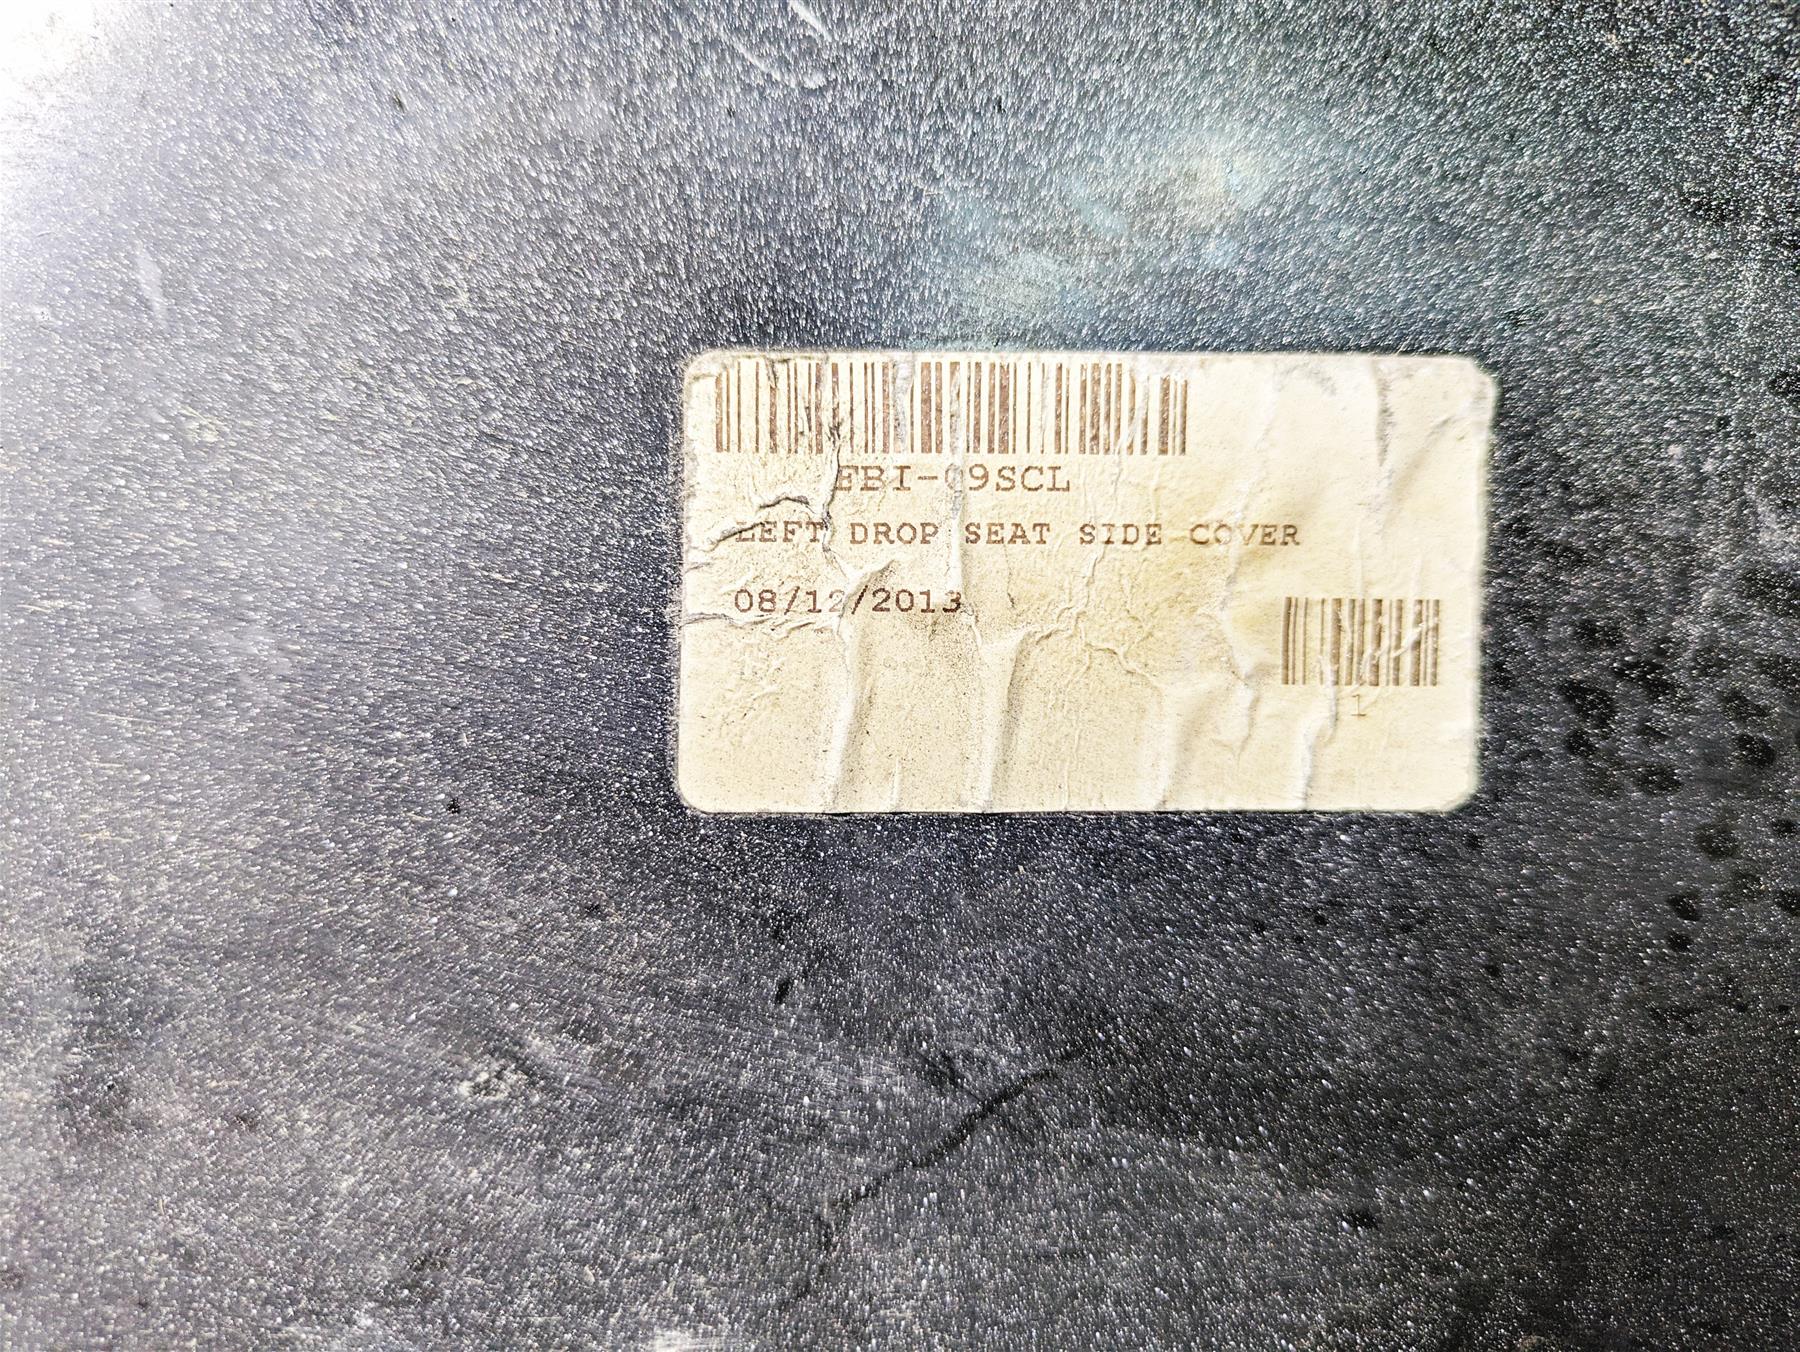 EBI-09SCL
LEFT DROP SEAT SIDE COVER
08/12/2013
1